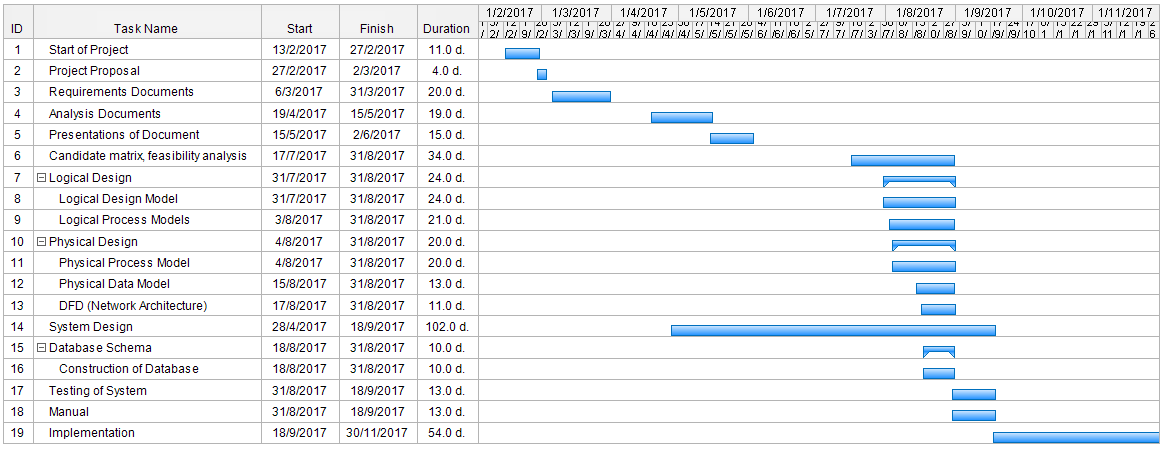 1/2/2017 1/3/2017 1/4/2017 1/5/2017 1/6/2017 1/7/2017 1/8/2017 1/9/2017 1/10/2017 1/11/2017
ID Task Name Start Finish Duration
1 Start of Project 13/2/2017 27/2/2017 11.0 d.
2 Project Proposal 27/2/2017 2/3/2017 4.0 d.
3 Requirements Documents 6/3/2017 31/3/2017 20.0 d.
4 Analysis Documents 19/4/2017 15/5/2017 19.0 d.
5 Presentations of Document 15/5/2017 2/6/2017 15.0 d.
6 Candidate matrix, feasibility analysis 17/7/2017 31/8/2017 34.0 d.
7 Logical Design 31/7/2017 31/8/2017 24.0 d.
8 Logical Design Model 31/7/2017 31/8/2017 24.0 d.
9 Logical Process Models 3/8/2017 31/8/2017 21.0 d.
10 Physical Design 4/8/2017 31/8/2017 20.0 d.
11 Physical Process Model 4/8/2017 31/8/2017 20.0 d.
12 Physical Data Model 15/8/2017 31/8/2017 13.0 d.
13 DFD (Network Architecture) 17/8/2017 31/8/2017 11.0 d.
14 System Design 28/4/2017 18/9/2017 102.0 d.
15 Database Schema 18/8/2017 31/8/2017 10.0 d.
16 Construction of Database 18/8/2017 31/8/2017 10.0 d.
17 Testing of System 31/8/2017 18/9/2017 13.0 d.
18 Manual 31/8/2017 18/9/2017 13.0 d.
19 Implementation 18/9/2017 30/11/2017 54.0 d.